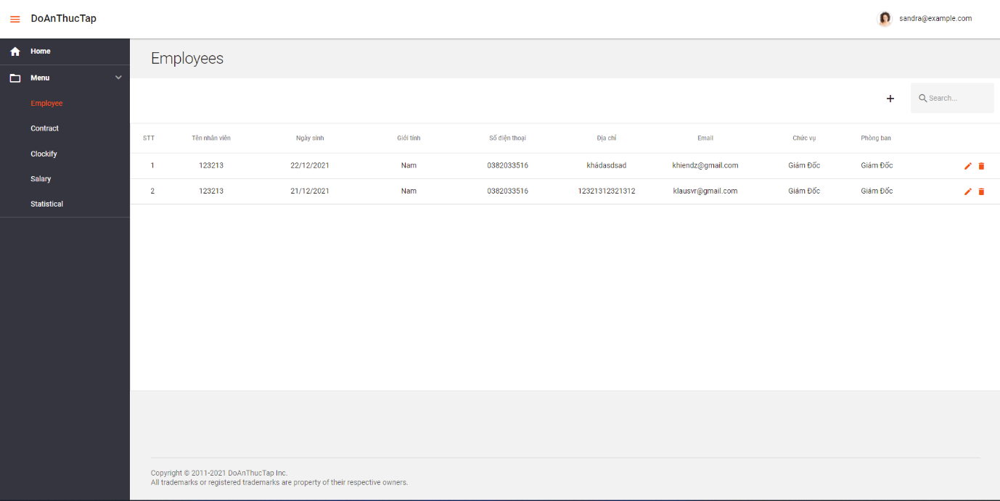 DoAnThucTap
sandra@example.com
Home
Menu
Employee
Contract
Clockify
Salary
Statistical
Employees
Search...
STT Tên nhân viên Ngày sinh Giới tính Số điện thoại Địa chỉ Email Chức vụ Phòng ban
1 123213 22/12/2021 Nam 0382033516 khádasdsad khiendz@gmail.com Giám Đốc Giám Đốc
2 123213 21/12/2021 Nam 0382033516 12321312321312 klausvr@gmail.com Giám Đốc Giám Đốc
Copyright © 2011-2021 DoAnThucTap Inc.
All trademarks or registered trademarks are property of their respective owners.